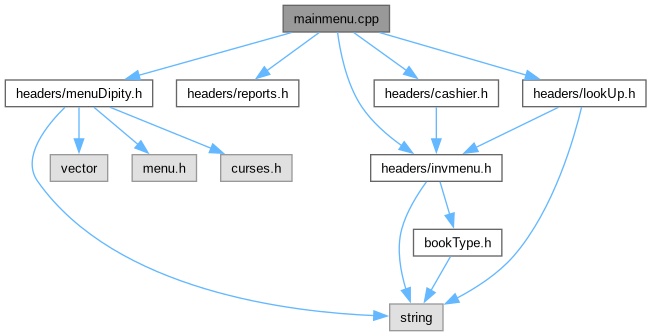 mainmenu.cpp
headers/menuDipity.h
headers/reports.h
headers/cashier.h
headers/lookUp.h
vector
menu.h
curses.h
headers/invmenu.h
bookType.h
string